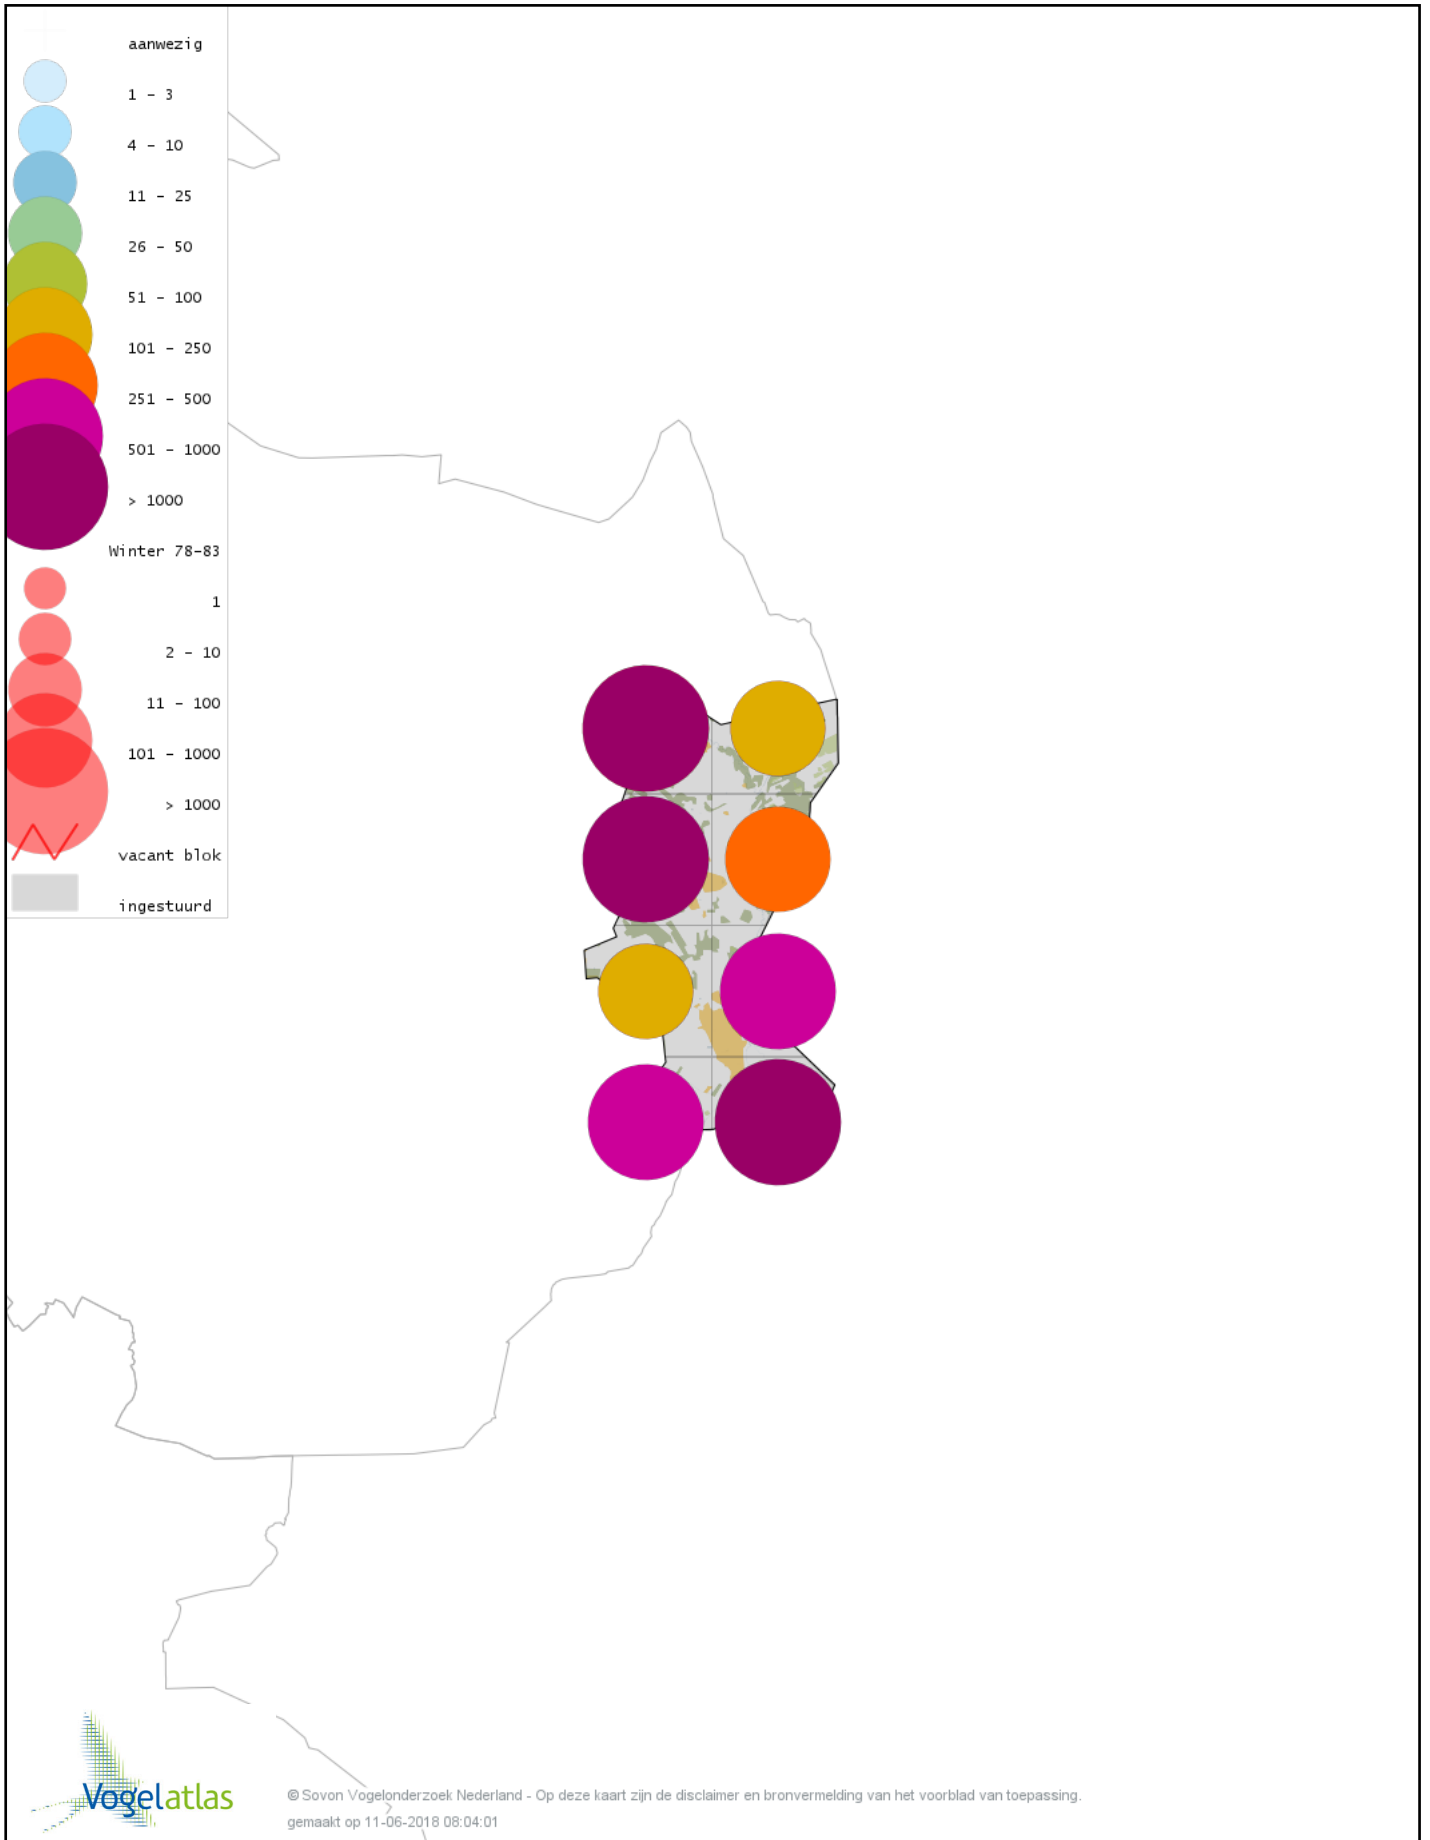 aanwezig
1 - 3
4 - 10
11 - 25
26 - 50
51 - 100
101 - 250
251 - 500
501 - 1000
> 1000
Winter 78-83
1
2 - 10
11 - 100
101 - 1000
> 1000
vacant blok
ingestuurd
Vogelatlas
© Sovon Vogelonderzoek Nederland - Op deze kaart zijn de disclaimer en bronvermelding van het voorblad van toepassing.
gemaakt op 11-06-2018 08:04:01